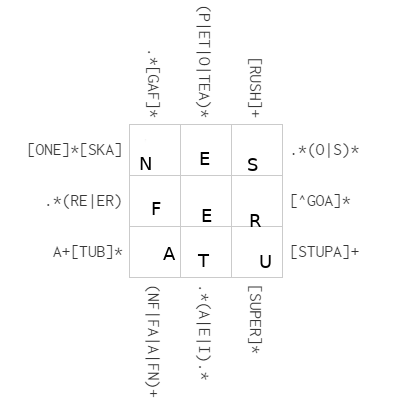 .*[GAF]*
(P|ET|O|TEA)*
[RUSH]+
[ONE]*[SKA] N E S .*(O|S)*
.*(RE|ER) F E R [^GOA]*
A+[TUB]* A T U [STUPA]+
(NF|FA|A|FN)+
.*(A|E|I).*
[SUPER]*